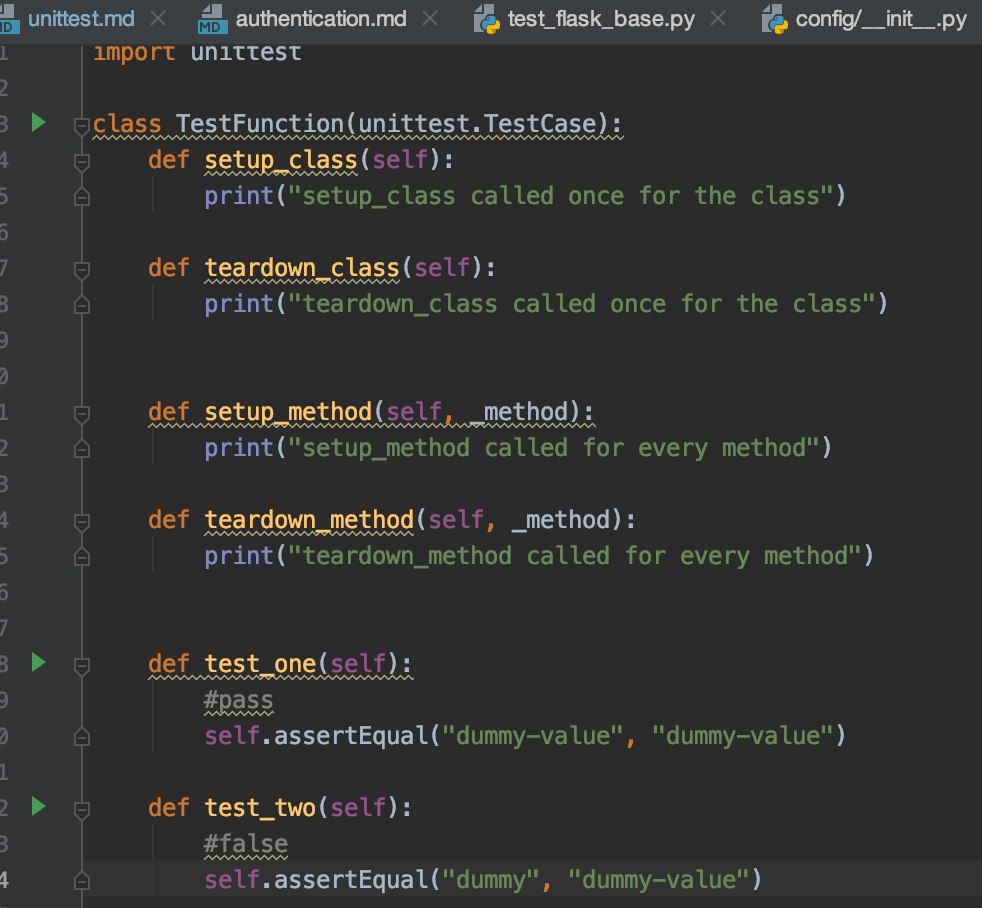 unittest.md authentication.md test_flask_base.py config/__init__.py
1 import unittest
2
3 class TestFunction(unittest.TestCase):
4 def setup_class(self):
5 print("setup_class called once for the class")
6
7 def teardown_class(self):
8 print("teardown_class called once for the class")
9
0
1 def setup_method(self, _method):
2 print("setup_method called for every method")
3
4 def teardown_method(self, _method):
5 print("teardown_method called for every method")
6
7
8 def test_one(self):
9 #pass
0 self.assertEqual("dummy-value", "dummy-value")
1
2 def test_two(self):
3 #false
4 self.assertEqual("dummy", "dummy-value")